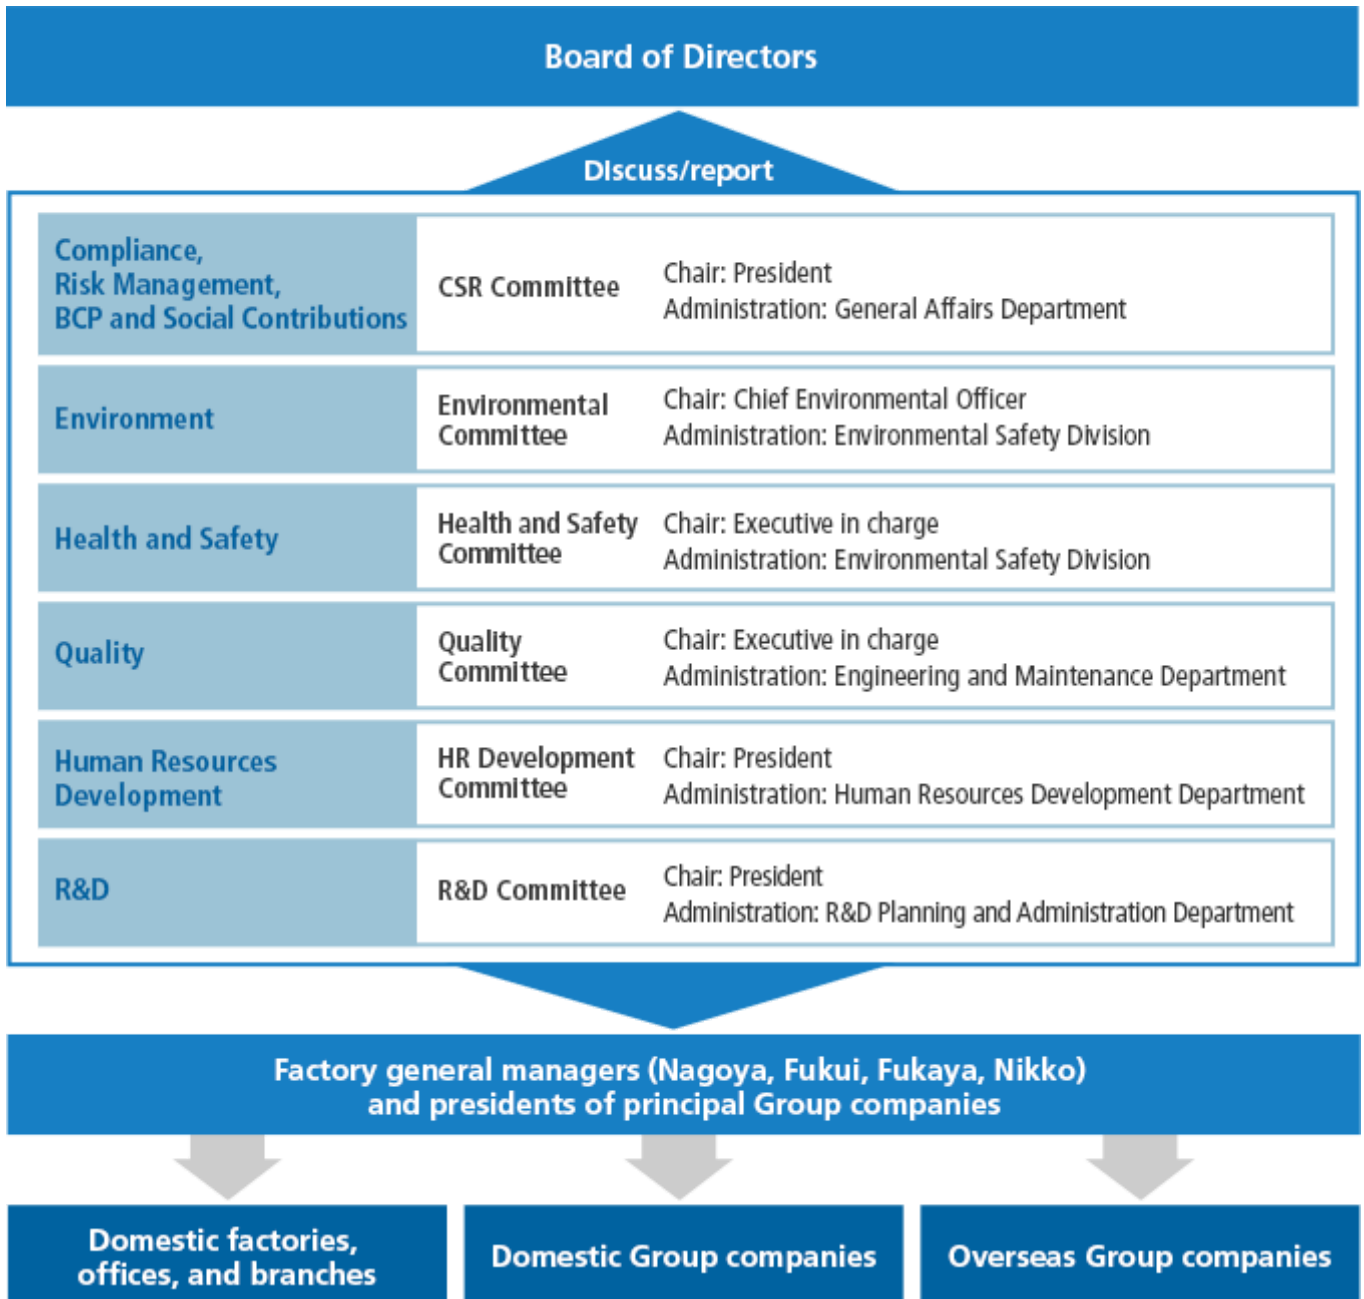 Board of Directors
Discuss/report
Compliance,
Risk Management,
BCP and Social Contributions
CSR Committee
Chair: President
Administration: General Affairs Department
Environment
Environmental
Committee
Chair: Chief Environmental Officer
Administration: Environmental Safety Division
Health and Safety
Health and Safety
Committee
Chair: Executive in charge
Administration: Environmental Safety Division
Quality
Quality
Committee
Chair: Executive in charge
Administration: Engineering and Maintenance Department
Human Resources
Development
HR Development
Committee
Chair: President
Administration: Human Resources Development Department
R&D
R&D Committee
Chair: President
Administration: R&D Planning and Administration Department
Factory general managers (Nagoya, Fukui, Fukaya, Nikko)
and presidents of principal Group companies
Domestic factories,
offices, and branches
Domestic Group companies
Overseas Group companies